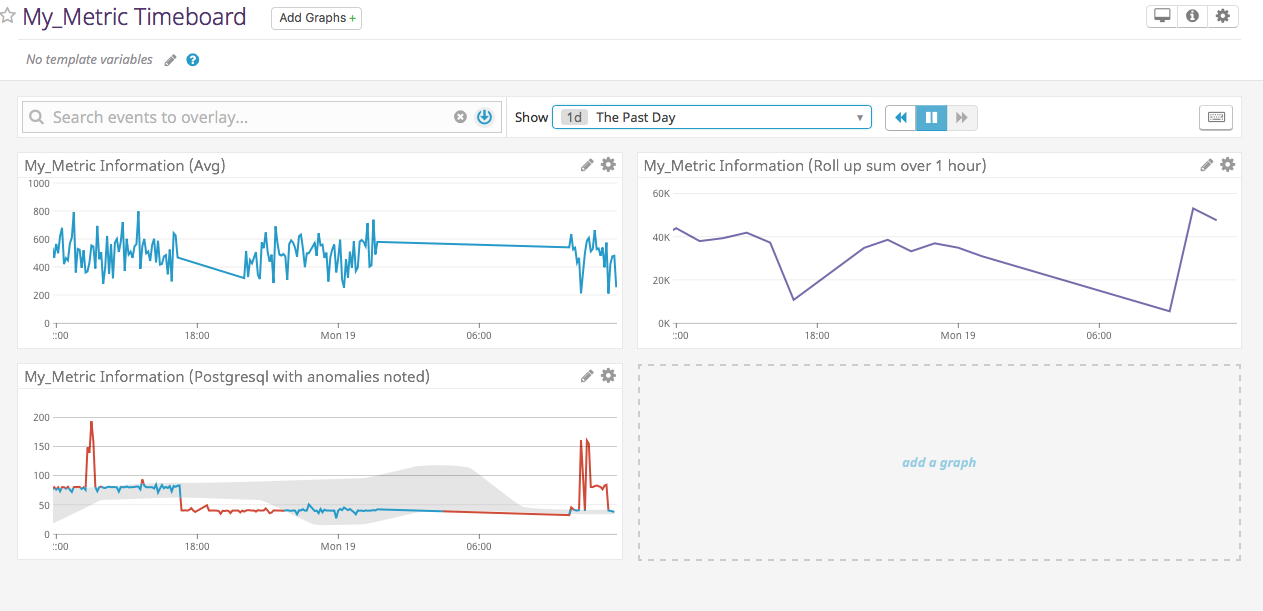 My_Metric Timeboard
Add Graphs +
No template variables
Search events to overlay...
Show 1d The Past Day
My_Metric Information (Avg)
1000
800
600
400
200
0
::00 18:00 Mon 19 06:00
My_Metric Information (Roll up sum over 1 hour)
60K
40K
20K
0K
:00 18:00 Mon 19 06:00
My_Metric Information (Postgresql with anomalies noted)
200
150
100
50
0
::00 18:00 Mon 19 06:00
add a graph